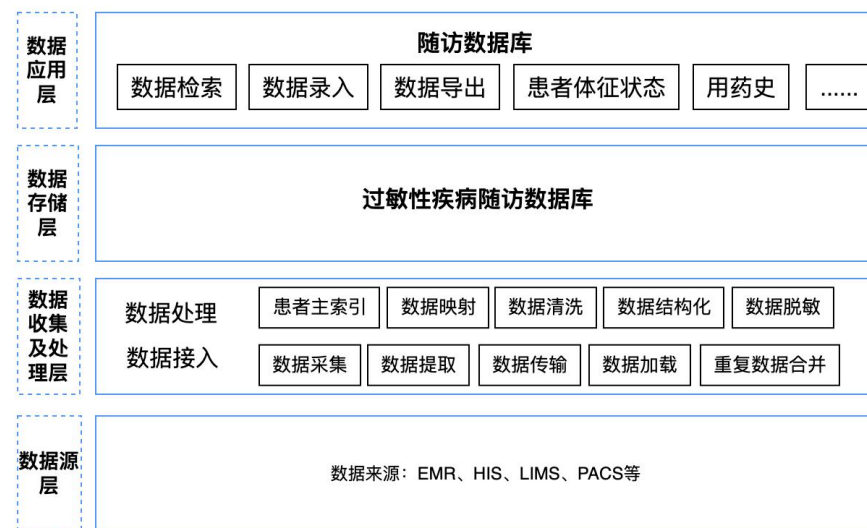 数据
应用
层
随访数据库
数据检索 数据录入 数据导出 患者体征状态 用药史 ......
数据
存储
层
过敏性疾病随访数据库
数据
收集
及处
理层
数据处理 患者主索引 数据映射 数据清洗 数据结构化 数据脱敏
数据接入 数据采集 数据提取 数据传输 数据加载 重复数据合并
数据源
层
数据来源：EMR、HIS、LIMS、PACS等